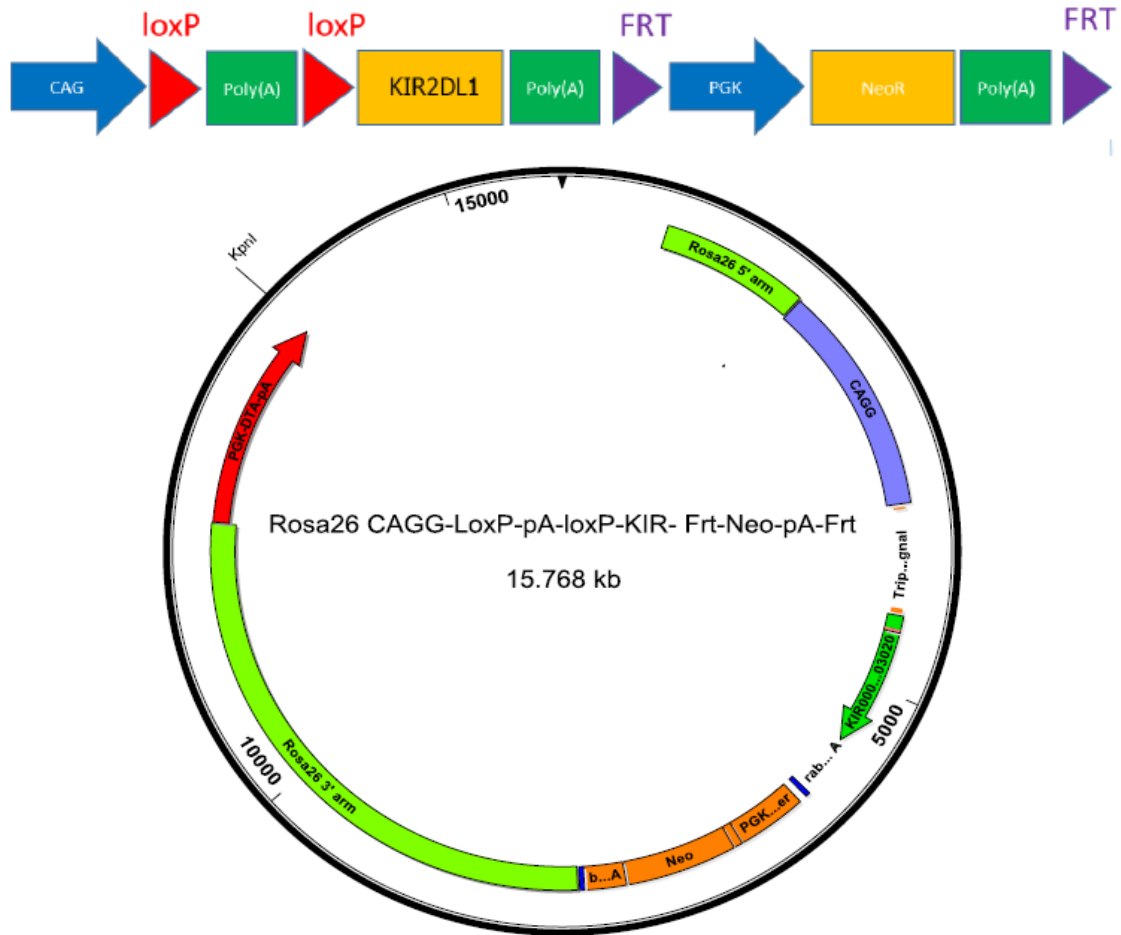 loxP loxP FRT FRT
CAG Poly(A) KIR2DL1 Poly(A) PGK NeoR Poly(A)
15000
KpnI
Rosa26 5' arm
CAGG
PGK-DTA-pA
Rosa26 CAGG-LoxP-pA-loxP-KIR- Frt-Neo-pA-Frt
15.768 kb
Trip...gnal
KIR000...03020
5000
rab... A
10000
Rosa26 3' arm
PGK...er
Neo
b...A